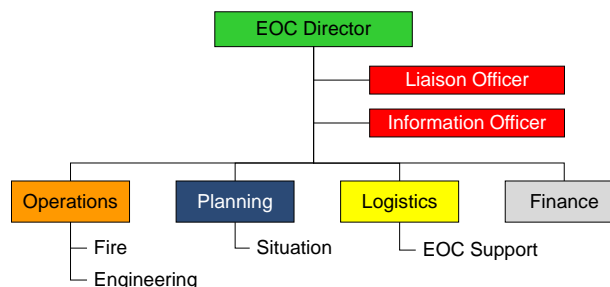 EOC Director
Liaison Officer
Information Officer
Operations
Planning
Logistics
Finance
Fire
Situation
EOC Support
Engineering